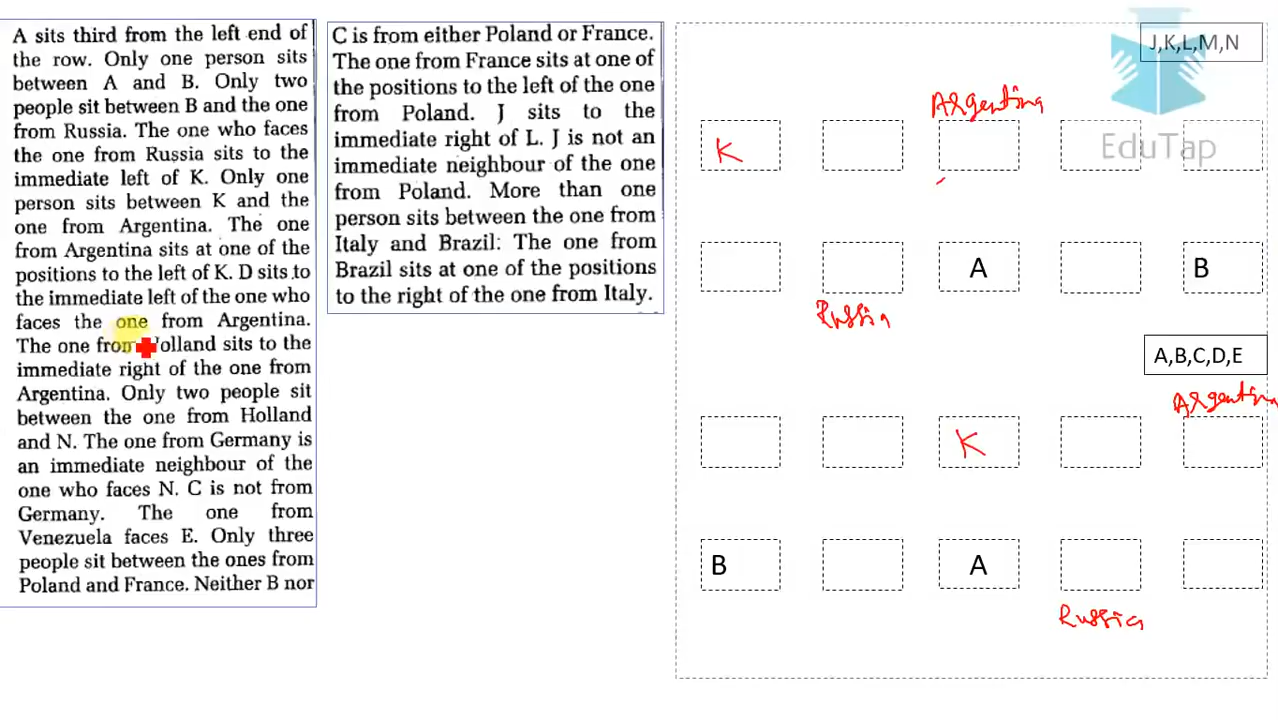 A sits third from the left end of
the row. Only one person sits
between A and B. Only two
people sit between B and the one
from Russia. The one who faces
the one from Russia sits to the
immediate left of K. Only one
person sits between K and the
one from Argentina. The one
from Argentina sits at one of the
positions to the left of K. D sits to
the immediate left of the one who
faces the one from Argentina.
The one from Holland sits to the
immediate right of the one from
Argentina. Only two people sit
between the one from Holland
and N. The one from Germany is
an immediate neighbour of the
one who faces N. C is not from
Germany. The one from
Venezuela faces E. Only three
people sit between the ones from
Poland and France. Neither B nor
C is from either Poland or France.
The one from France sits at one of
the positions to the left of the one
from Poland. J sits to the
immediate right of L. J is not an
immediate neighbour of the one
from Poland. More than one
person sits between the one from
Italy and Brazil: The one from
Brazil sits at one of the positions
to the right of the one from Italy.
J,K,L,M,N
EduTap
Argentina
K
A B
Russia
A,B,C,D,E
Argentina
K
B A
Russia